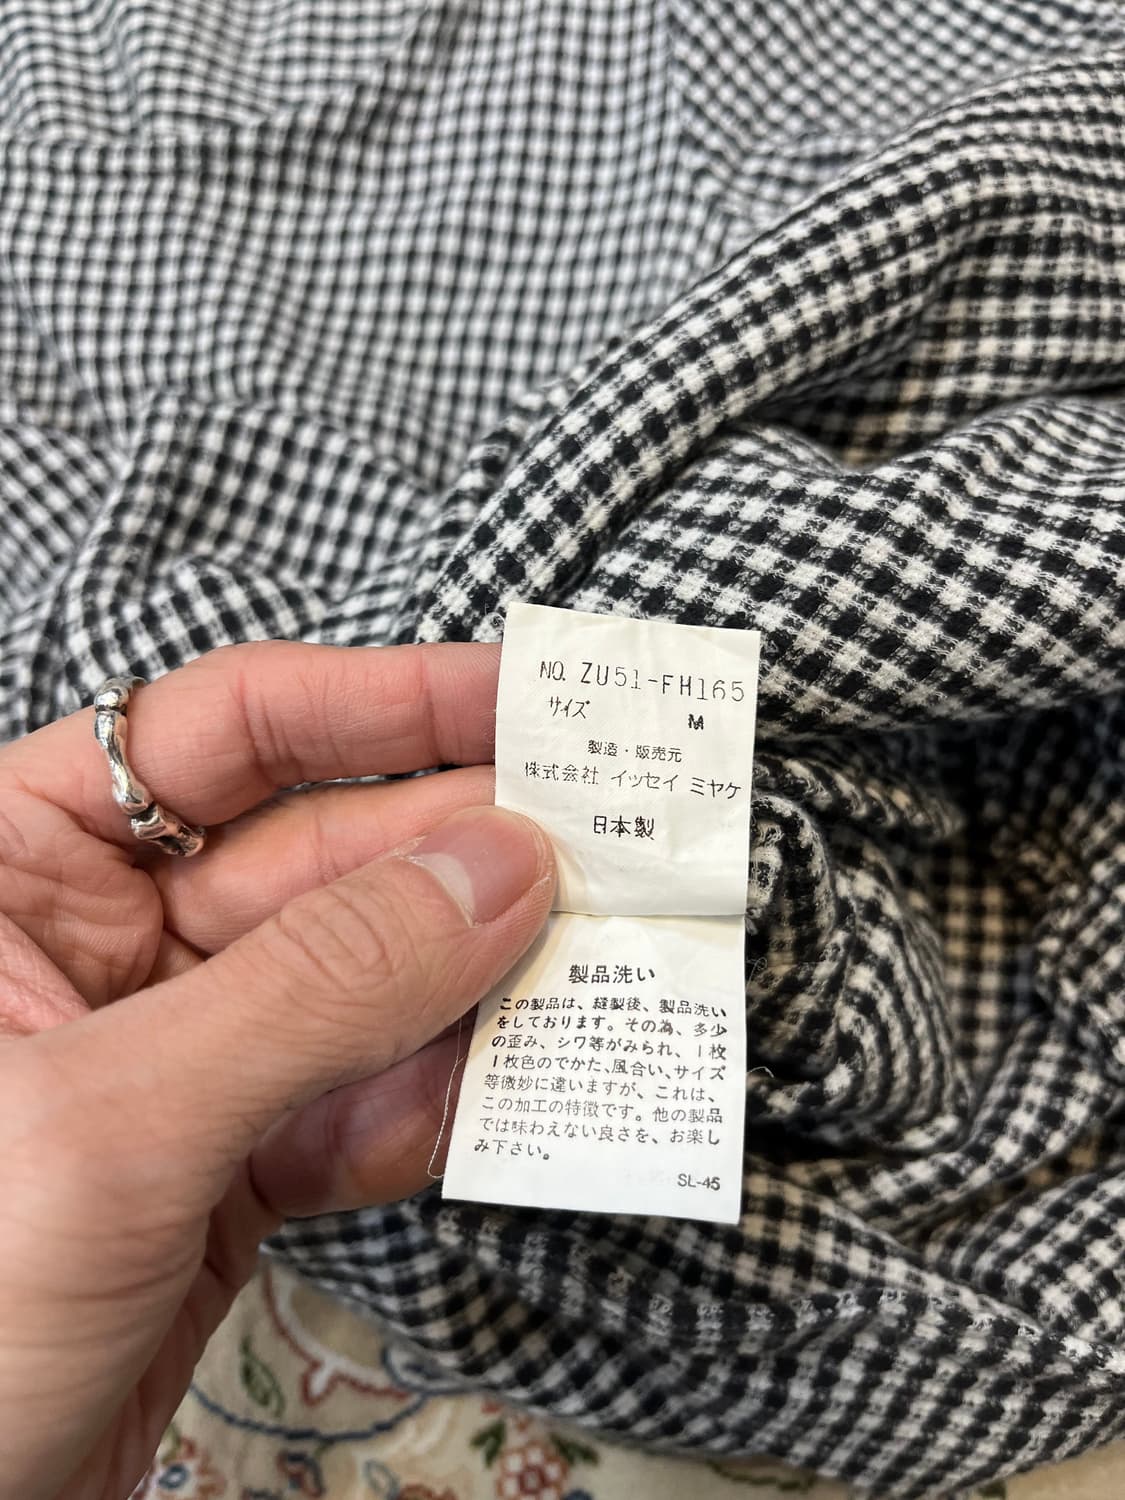 NO. ZU51-FH165
サイズ M
製造・販売元
株式会社 イッセイ ミヤケ
日本製
製品洗い
この製品は、縫製後、製品洗い
をしております。その為、多少
の歪み、シワ等がみられ、1枚
1枚色のでかた、風合い、サイズ
等微妙に違いますが、これは、
この加工の特徴です。他の製品
では味わえない良さを、お楽し
み下さい。
SL-45